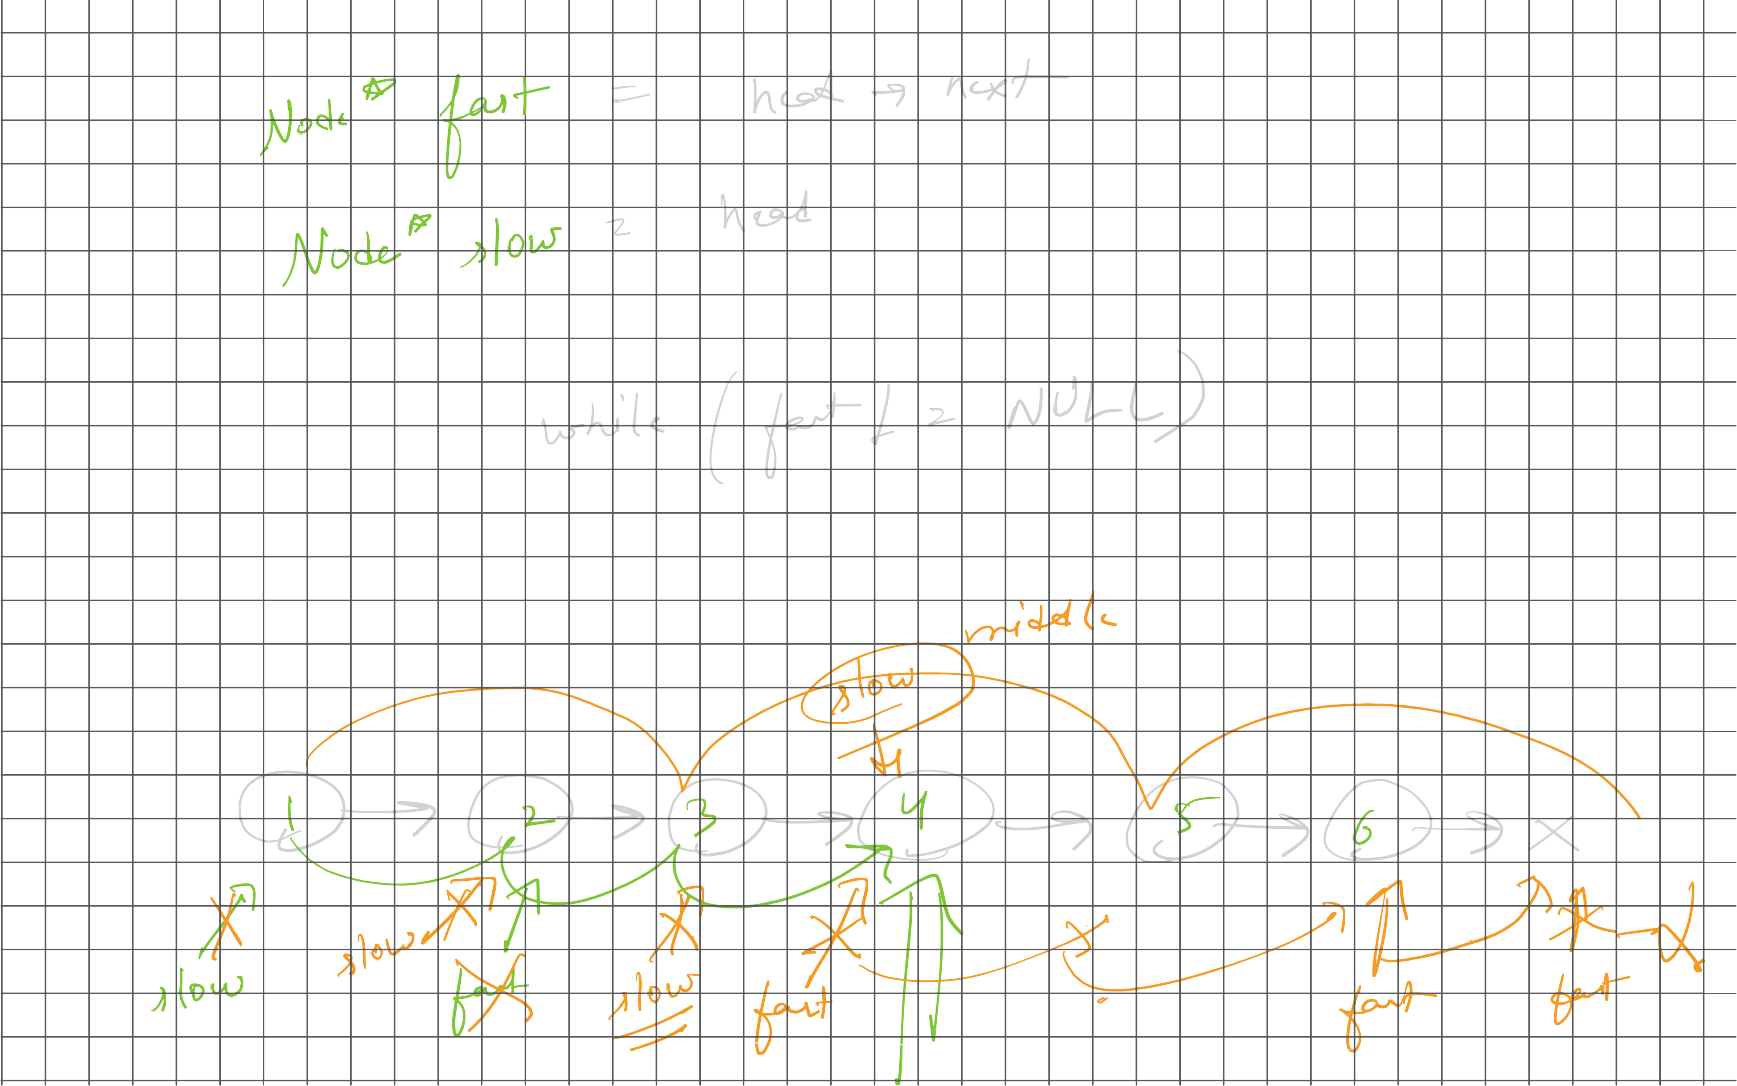 Node* fast = head → next
Node* slow = head
while (fast != NULL)
middle
slow
1 → 2 → 3 → 4 → 5 → 6 → X
slow
slow fast slow fast fast fast